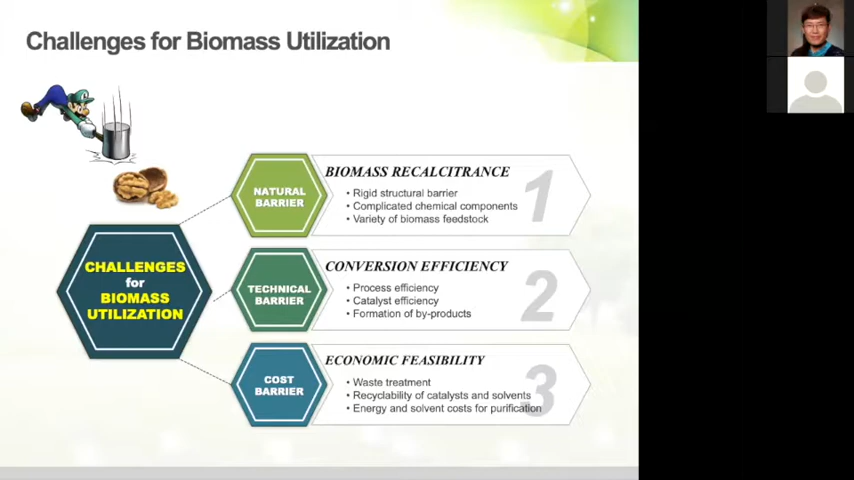 Challenges for Biomass Utilization
NATURAL
BARRIER
BIOMASS RECALCITRANCE
• Rigid structural barrier
• Complicated chemical components
• Variety of biomass feedstock
1
CHALLENGES
for
BIOMASS
UTILIZATION
TECHNICAL
BARRIER
CONVERSION EFFICIENCY
• Process efficiency
• Catalyst efficiency
• Formation of by-products
2
COST
BARRIER
ECONOMIC FEASIBILITY
• Waste treatment
• Recyclability of catalysts and solvents
• Energy and solvent costs for purification
3